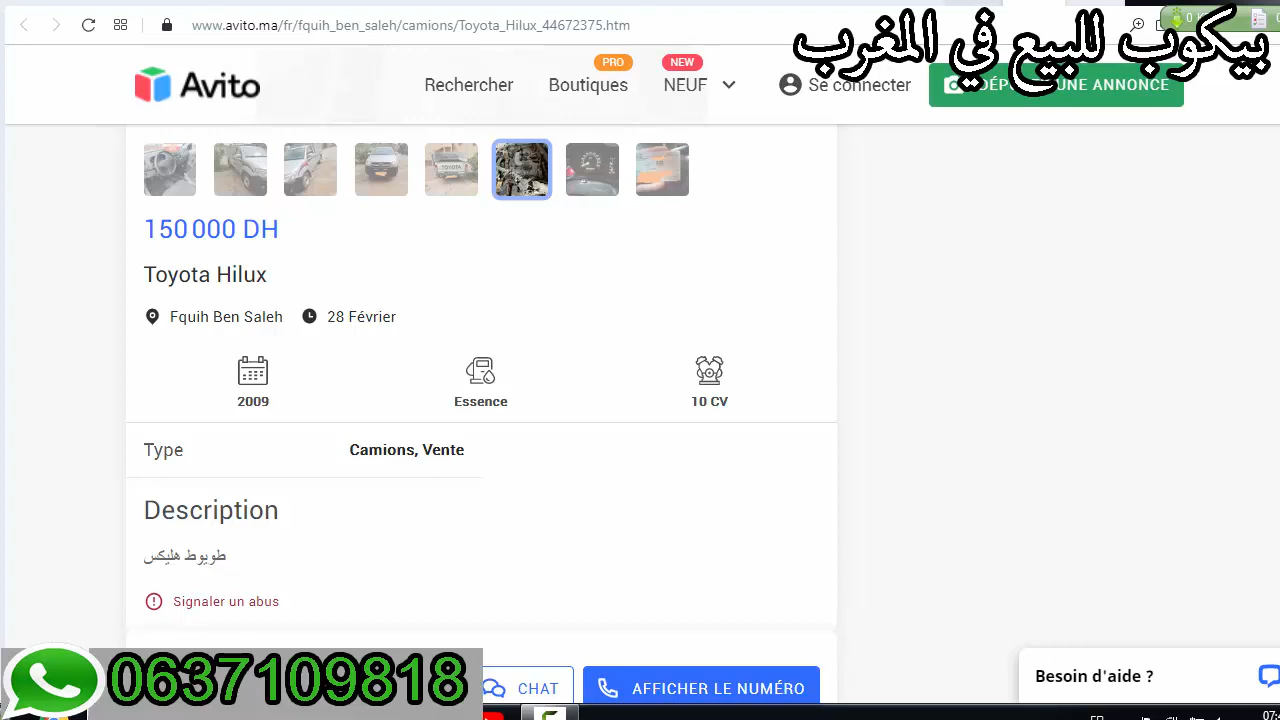 www.avito.ma/fr/fquih_ben_saleh/camions/Toyota_Hilux_44672375.htm
بيكوب للبيع في المغرب
Avito
Rechercher
PRO
Boutiques
NEW
NEUF
Se connecter
UNE ANNONCE
TOYOTA
150 000 DH
Toyota Hilux
Fquih Ben Saleh
28 Février
2009
Essence
10 CV
Type
Camions, Vente
Description
طويوط هليكس
Signaler un abus
0637109818
CHAT
AFFICHER LE NUMÉRO
Besoin d'aide ?